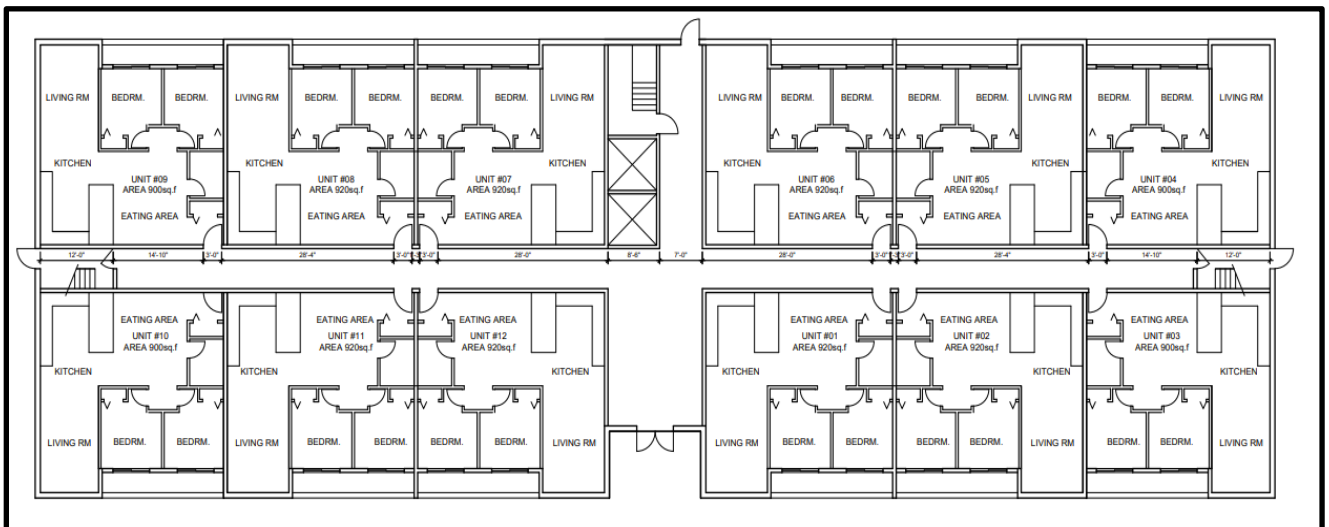 LIVING RM
BEDRM.
BEDRM.
LIVING RM
BEDRM.
BEDRM.
BEDRM.
BEDRM.
LIVING RM
LIVING RM
BEDRM.
BEDRM.
BEDRM.
BEDRM.
LIVING RM
BEDRM.
BEDRM.
LIVING RM
KITCHEN
KITCHEN
KITCHEN
KITCHEN
KITCHEN
KITCHEN
UNIT #09
AREA 900sq.f
UNIT #08
AREA 920sq.f
UNIT #07
AREA 920sq.f
UNIT #06
AREA 920sq.f
UNIT #05
AREA 920sq.f
UNIT #04
AREA 900sq.f
EATING AREA
EATING AREA
EATING AREA
EATING AREA
EATING AREA
EATING AREA
12'-0"
14'-10"
3'-0"
28'-4"
3'-0"
3'-0"
28'-0"
8'-6"
7'-0"
28'-0"
3'-0"
3'-0"
28'-4"
3'-0"
14'-10"
12'-0"
EATING AREA
EATING AREA
EATING AREA
EATING AREA
EATING AREA
EATING AREA
UNIT #10
AREA 900sq.f
UNIT #11
AREA 920sq.f
UNIT #12
AREA 920sq.f
UNIT #01
AREA 920sq.f
UNIT #02
AREA 920sq.f
UNIT #03
AREA 900sq.f
KITCHEN
KITCHEN
KITCHEN
KITCHEN
KITCHEN
KITCHEN
LIVING RM
BEDRM.
BEDRM.
LIVING RM
BEDRM.
BEDRM.
BEDRM.
BEDRM.
LIVING RM
LIVING RM
BEDRM.
BEDRM.
BEDRM.
BEDRM.
LIVING RM
BEDRM.
BEDRM.
LIVING RM